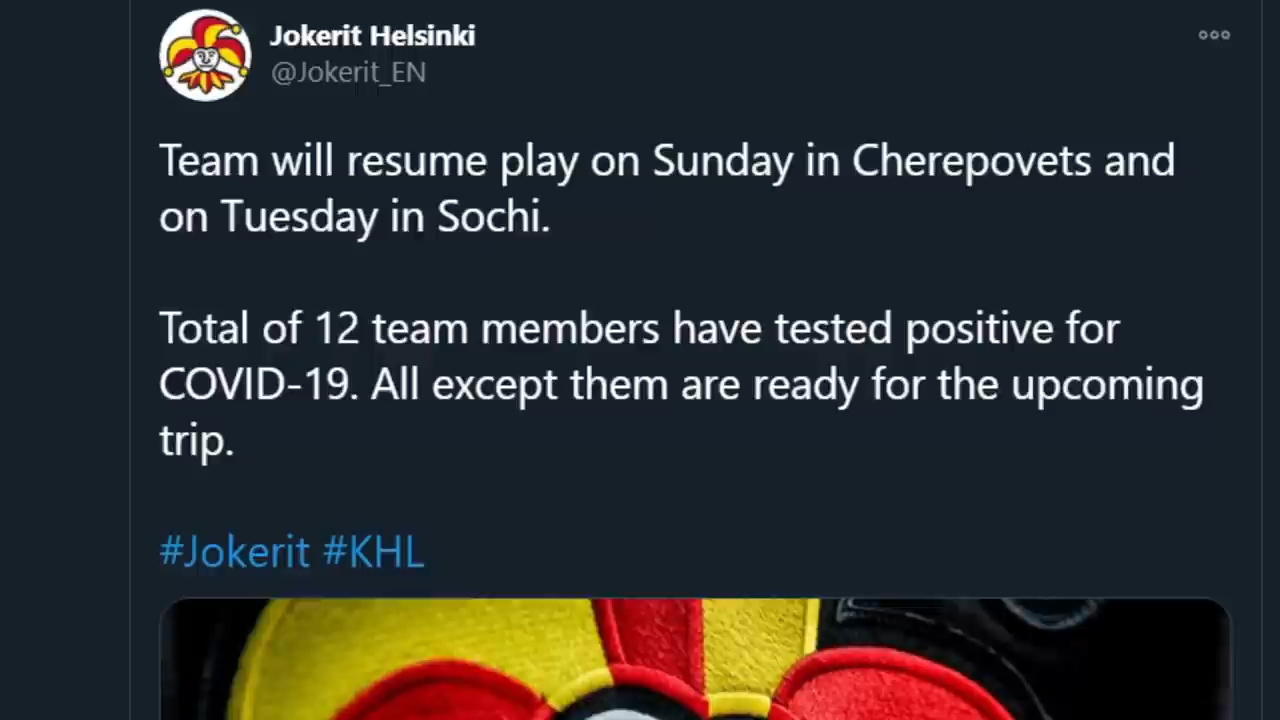 Jokerit Helsinki
@Jokerit_EN
Team will resume play on Sunday in Cherepovets and
on Tuesday in Sochi.
Total of 12 team members have tested positive for
COVID-19. All except them are ready for the upcoming
trip.
#Jokerit #KHL